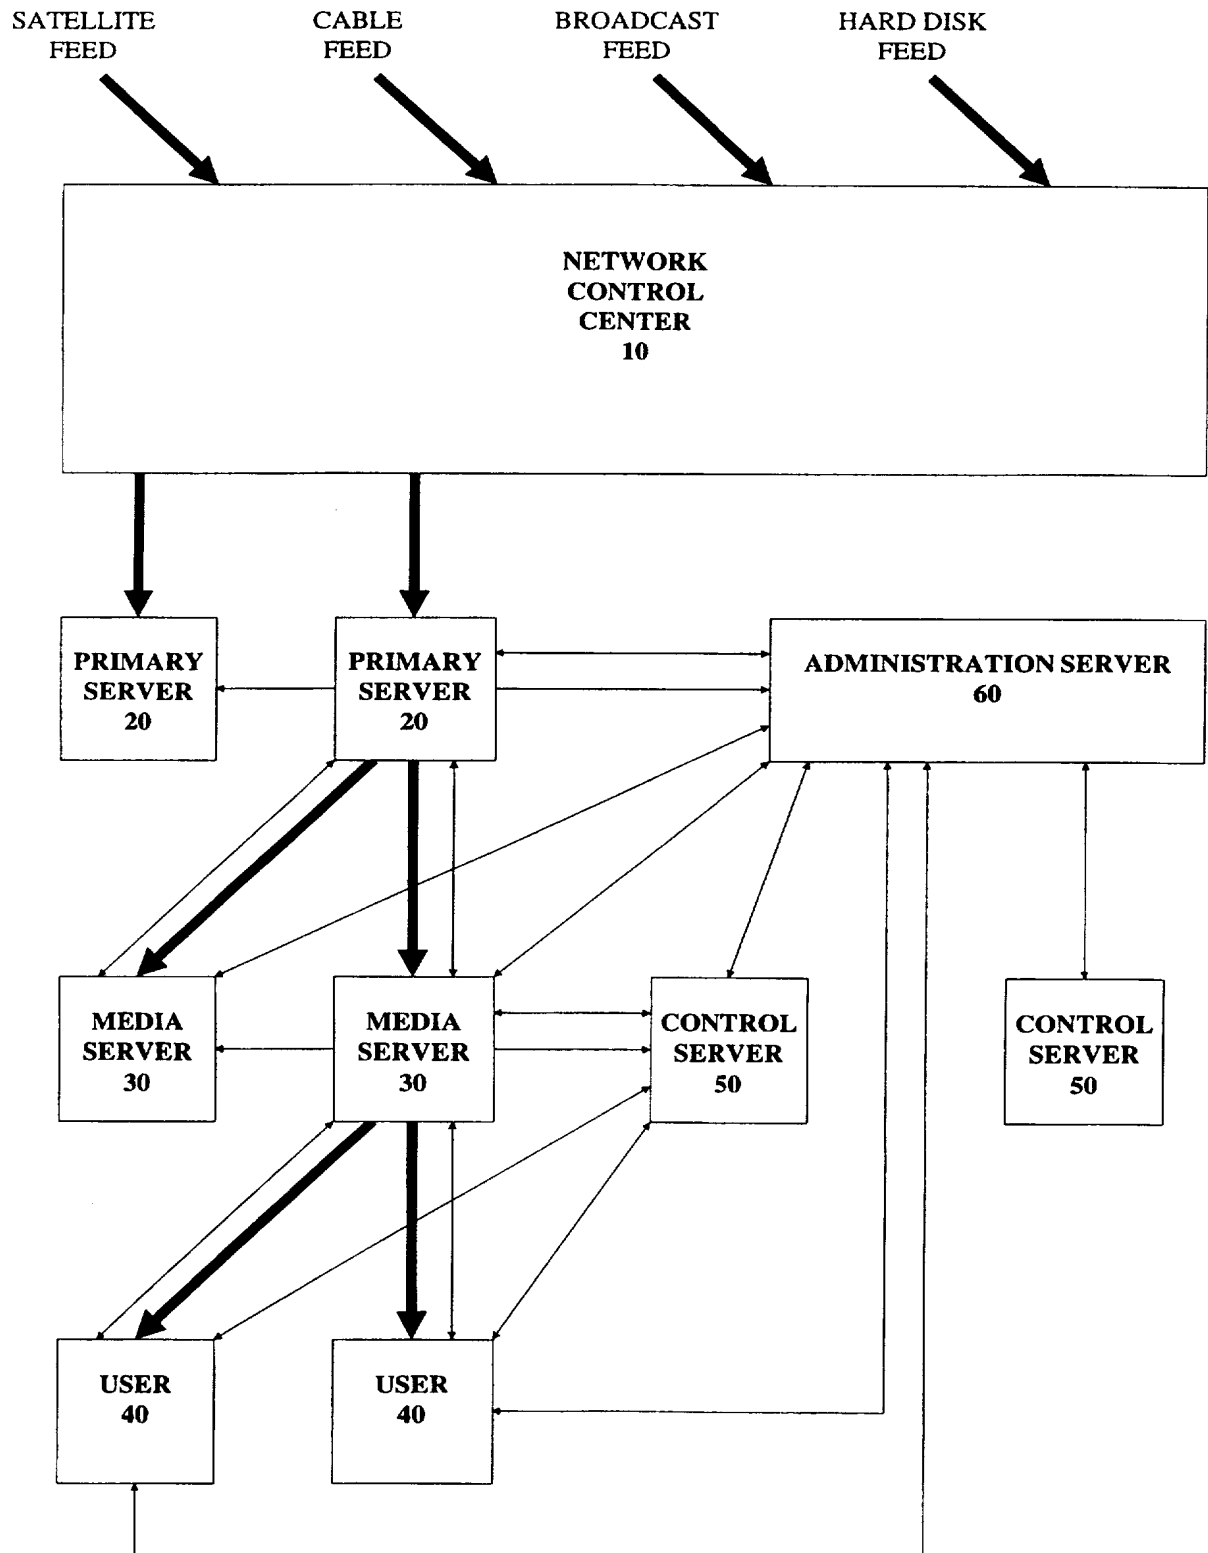 SATELLITE
FEED
CABLE
FEED
BROADCAST
FEED
HARD DISK
FEED
NETWORK
CONTROL
CENTER
10
PRIMARY
SERVER
20
PRIMARY
SERVER
20
ADMINISTRATION SERVER
60
MEDIA
SERVER
30
MEDIA
SERVER
30
CONTROL
SERVER
50
CONTROL
SERVER
50
USER
40
USER
40